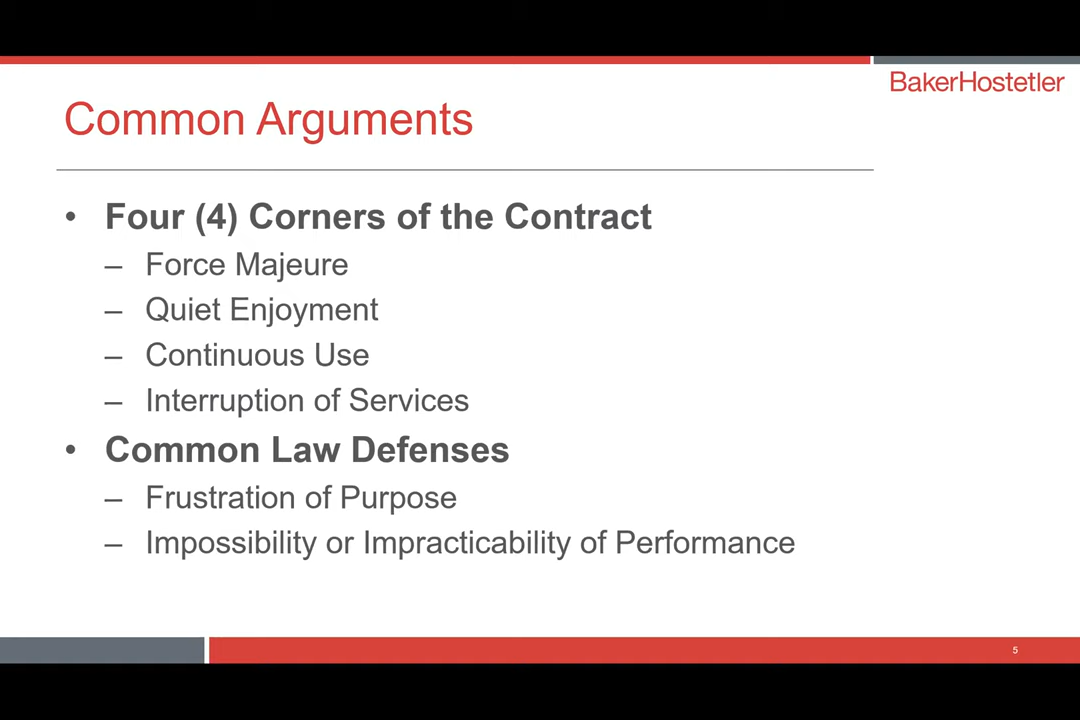 BakerHostetler
Common Arguments
• Four (4) Corners of the Contract
– Force Majeure
– Quiet Enjoyment
– Continuous Use
– Interruption of Services
• Common Law Defenses
– Frustration of Purpose
– Impossibility or Impracticability of Performance
5